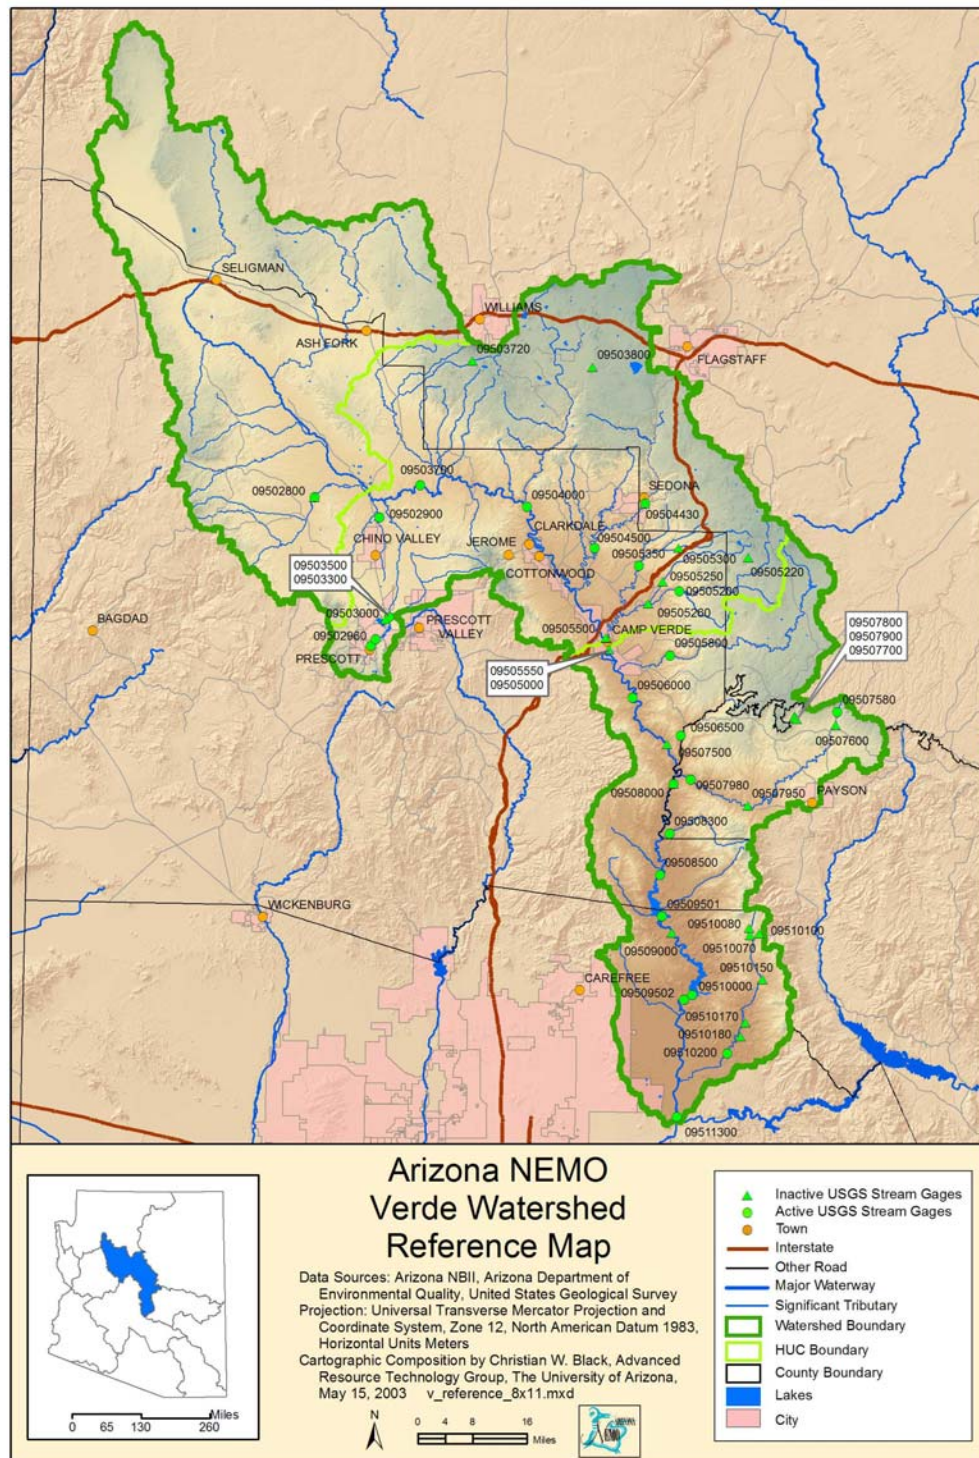 SELIGMAN
WILLIAMS
ASH FORK
09503720
09503800
FLAGSTAFF
09503700
SEDONA
09502800
09504000
09504430
09502900
CLARKDALE
CHINO VALLEY
JEROME
09504500
09505350
09503500
09503300
COTTONWOOD
09505300
09505220
09505250
09505260
09503000
BAGDAD
PRESCOTT
VALLEY
09505260
09502960
09505500
CAMP VERDE
09507800
09507900
09507700
PRESCOTT
09505800
09505550
09505000
09506000
09507580
09506500
09507600
09507500
09508000
09507980
09507950
PAYSON
09508300
09508500
WICKENBURG
09509501
09510080
09510100
09509000
09510070
09510150
CAREFREE
09509502
09510000
09510170
09510180
09510200
09511300
Arizona NEMO
Verde Watershed
Reference Map
Data Sources: Arizona NBII, Arizona Department of
Environmental Quality, United States Geological Survey
Projection: Universal Transverse Mercator Projection and
Coordinate System, Zone 12, North American Datum 1983,
Horizontal Units Meters
Cartographic Composition by Christian W. Black, Advanced
Resource Technology Group, The University of Arizona,
May 15, 2003 v_reference_8x11.mxd
Miles
0 65 130 260
N
0 4 8 16
Miles
NEMO
Inactive USGS Stream Gages
Active USGS Stream Gages
Town
Interstate
Other Road
Major Waterway
Significant Tributary
Watershed Boundary
HUC Boundary
County Boundary
Lakes
City